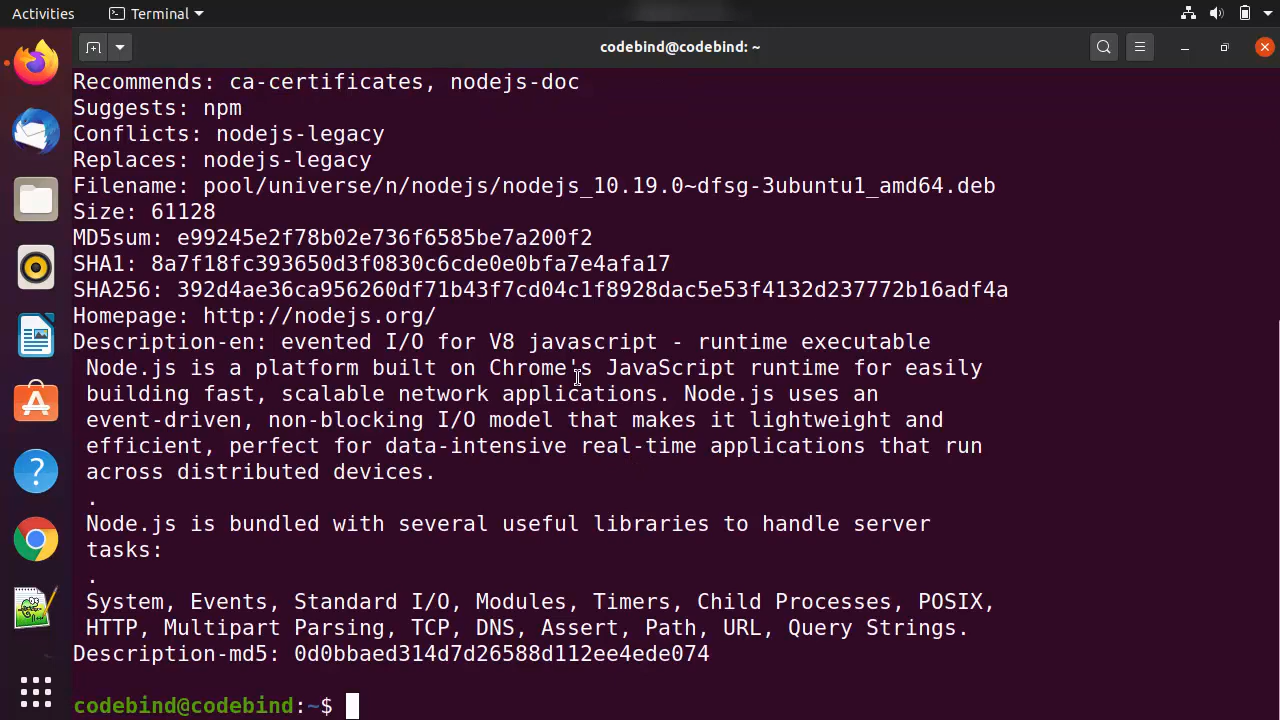 Activities
Terminal
codebind@codebind: ~
Recommends: ca-certificates, nodejs-doc
Suggests: npm
Conflicts: nodejs-legacy
Replaces: nodejs-legacy
Filename: pool/universe/n/nodejs/nodejs_10.19.0~dfsg-3ubuntu1_amd64.deb
Size: 61128
MD5sum: e99245e2f78b02e736f6585be7a200f2
SHA1: 8a7f18fc393650d3f0830c6cde0e0bfa7e4afa17
SHA256: 392d4ae36ca956260df71b43f7cd04c1f8928dac5e53f4132d237772b16adf4a
Homepage: http://nodejs.org/
Description-en: evented I/O for V8 javascript - runtime executable
Node.js is a platform built on Chrome's JavaScript runtime for easily
building fast, scalable network applications. Node.js uses an
event-driven, non-blocking I/O model that makes it lightweight and
efficient, perfect for data-intensive real-time applications that run
across distributed devices.
.
Node.js is bundled with several useful libraries to handle server
tasks:
.
System, Events, Standard I/O, Modules, Timers, Child Processes, POSIX,
HTTP, Multipart Parsing, TCP, DNS, Assert, Path, URL, Query Strings.
Description-md5: 0d0bbaed314d7d26588d112ee4ede074
codebind@codebind:~$